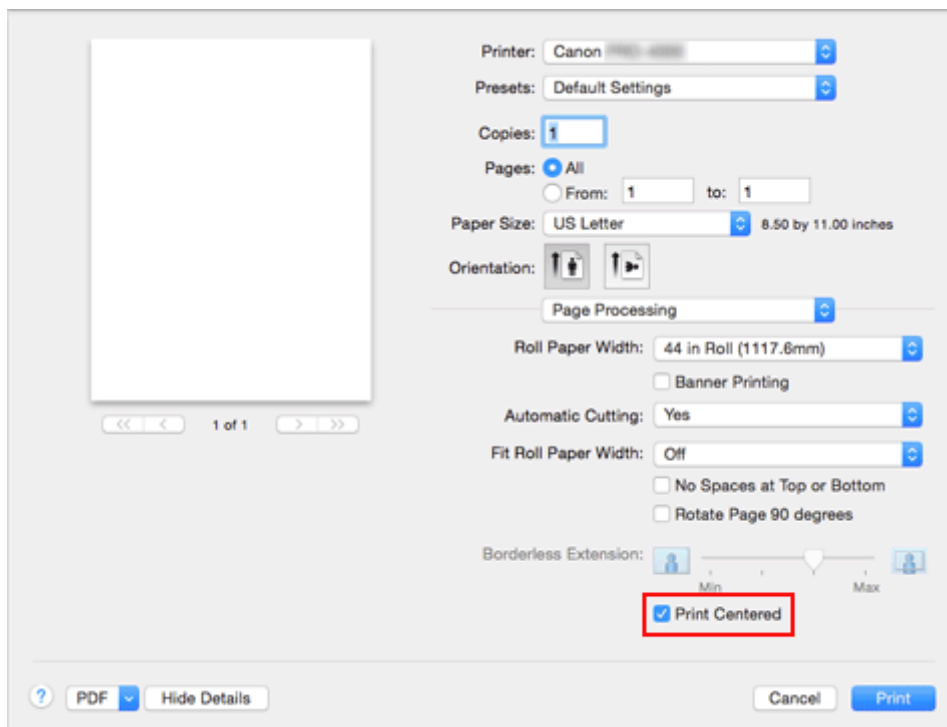 Printer: Canon
Presets: Default Settings
Copies: 1
Pages: All
From: 1 to: 1
Paper Size: US Letter 8.50 by 11.00 inches
Orientation:
Page Processing
Roll Paper Width: 44 in Roll (1117.6mm)
Banner Printing
1 of 1
Automatic Cutting: Yes
Fit Roll Paper Width: Off
No Spaces at Top or Bottom
Rotate Page 90 degrees
Borderless Extension:
Min Max
Print Centered
? PDF Hide Details Cancel Print